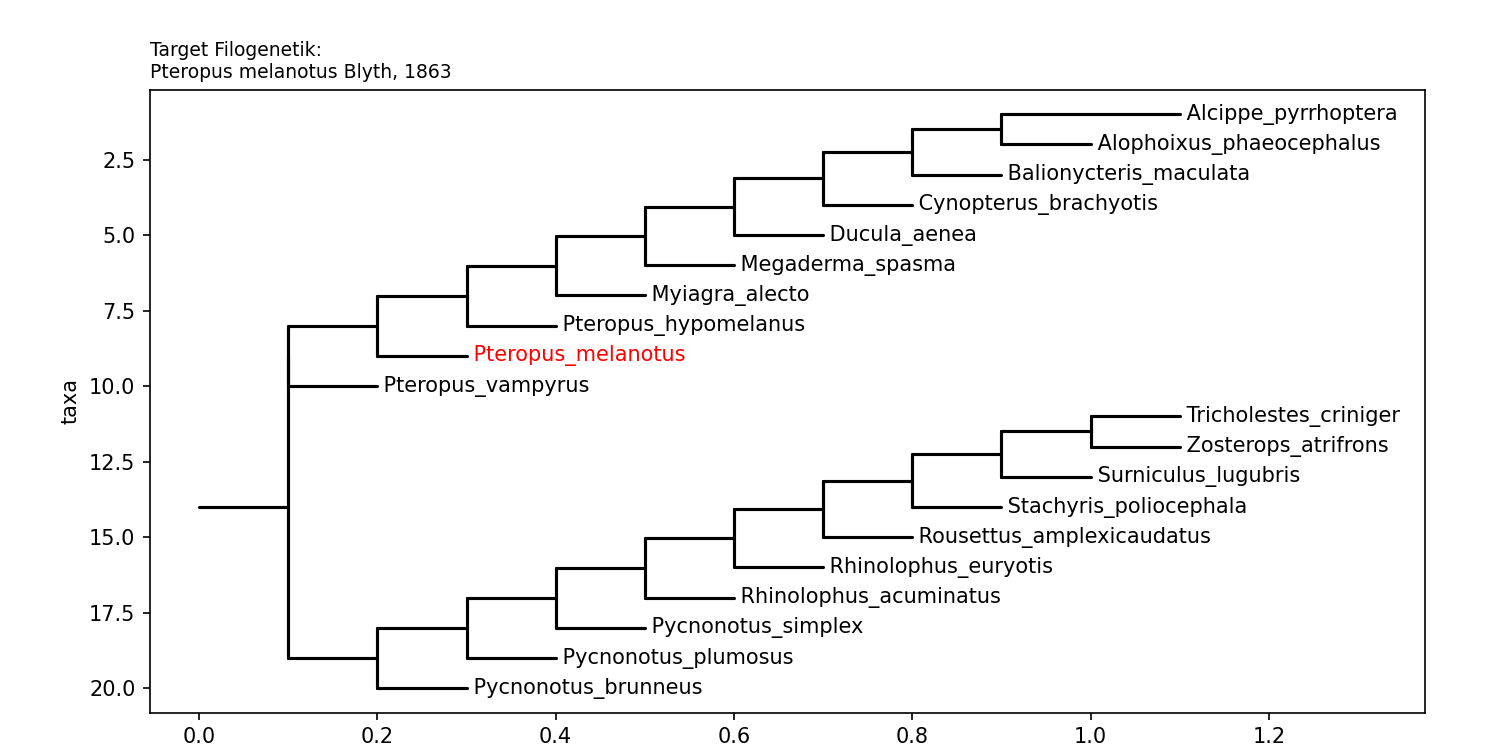 Target Filogenetik:
Pteropus melanotus Blyth, 1863
Alcippe_pyrrhoptera
Alophoixus_phaeocephalus
2.5
Balionycteris_maculata
Cynopterus_brachyotis
5.0
Ducula_aenea
Megaderma_spasma
Myiagra_alecto
7.5
Pteropus_hypomelanus
Pteropus_melanotus
10.0
Pteropus_vampyrus
taxa
Tricholestes_criniger
Zosterops_atrifrons
12.5
Surniculus_lugubris
Stachyris_poliocephala
15.0
Rousettus_amplexicaudatus
Rhinolophus_euryotis
Rhinolophus_acuminatus
17.5
Pycnonotus_simplex
Pycnonotus_plumosus
20.0
Pycnonotus_brunneus
0.0 0.2 0.4 0.6 0.8 1.0 1.2